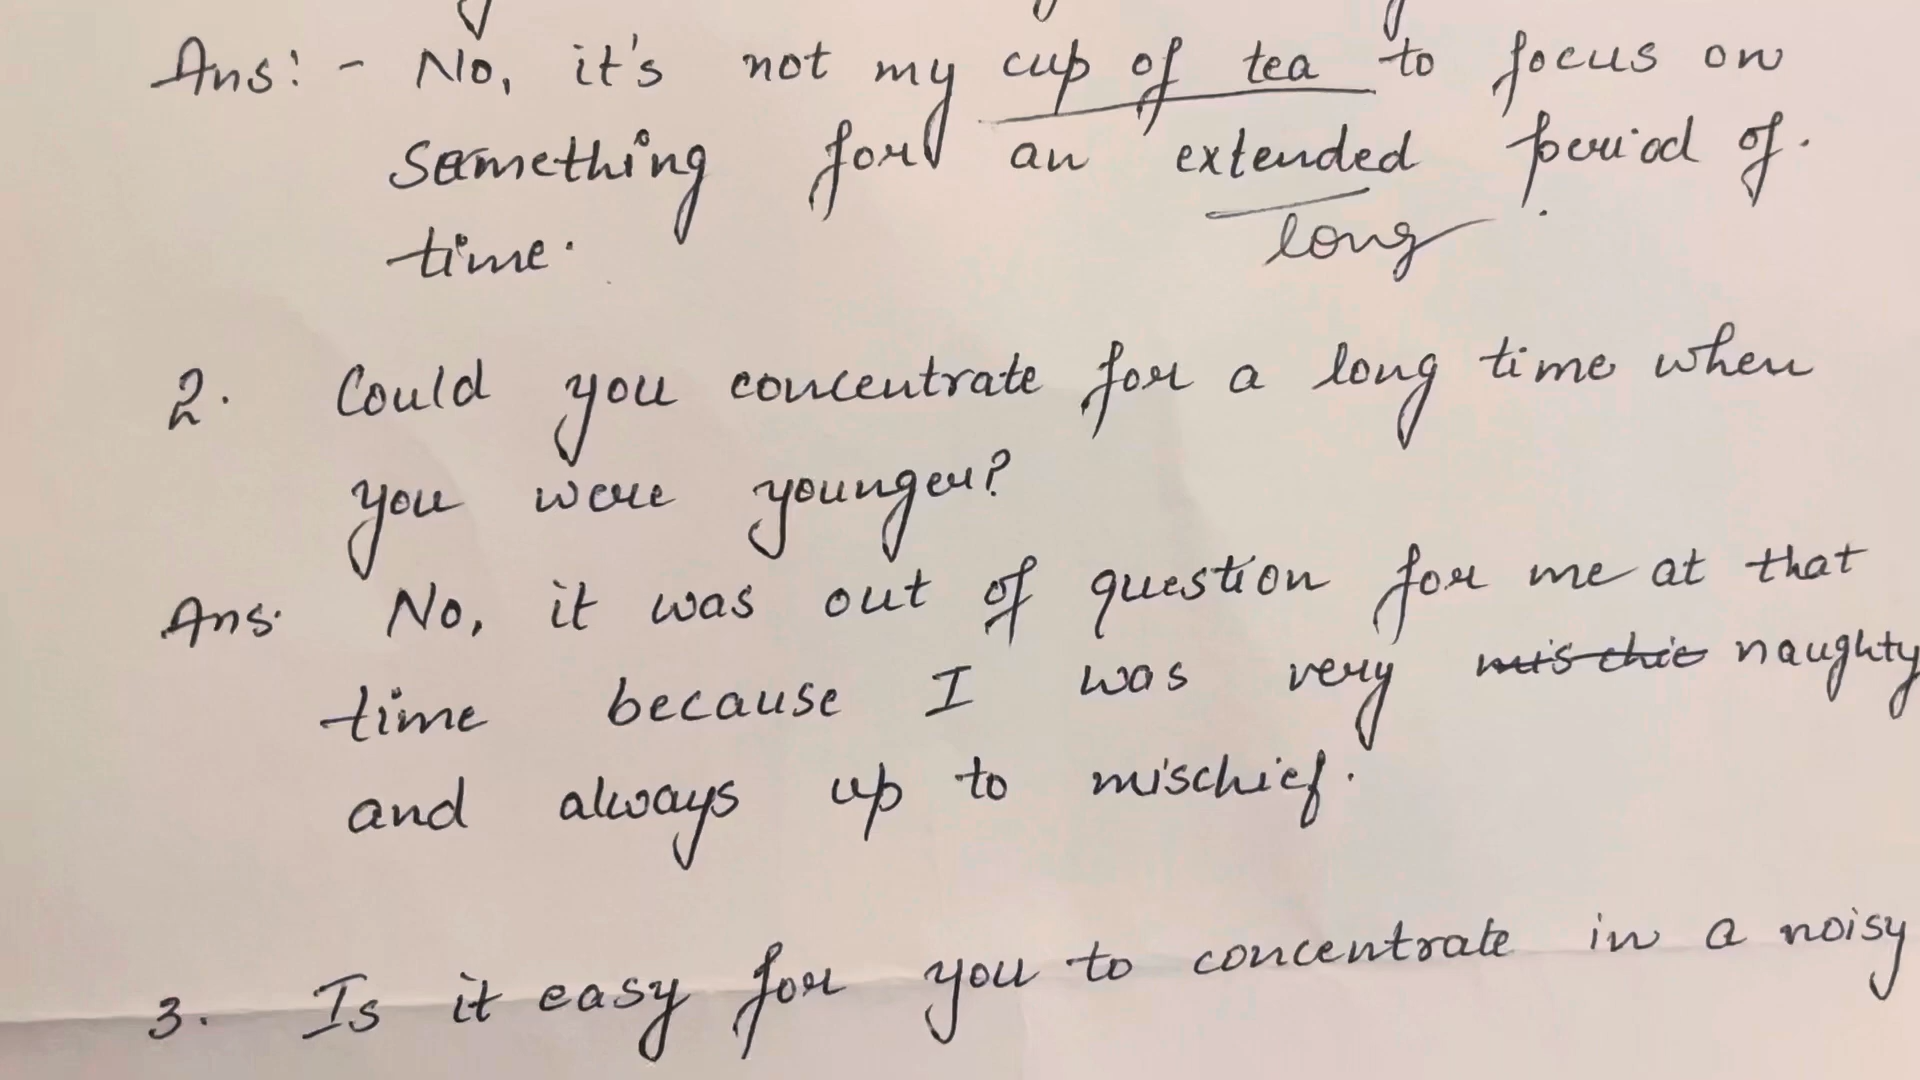 Ans:- No, it's not my cup of tea to focus on
something for an extended period of.
long
time.
2. Could you concentrate for a long time when
you were younger?
Ans. No, it was out of question for me at that
time because I was very mischie naughty
and always up to mischief.
3. Is it easy for you to concentrate in a noisy